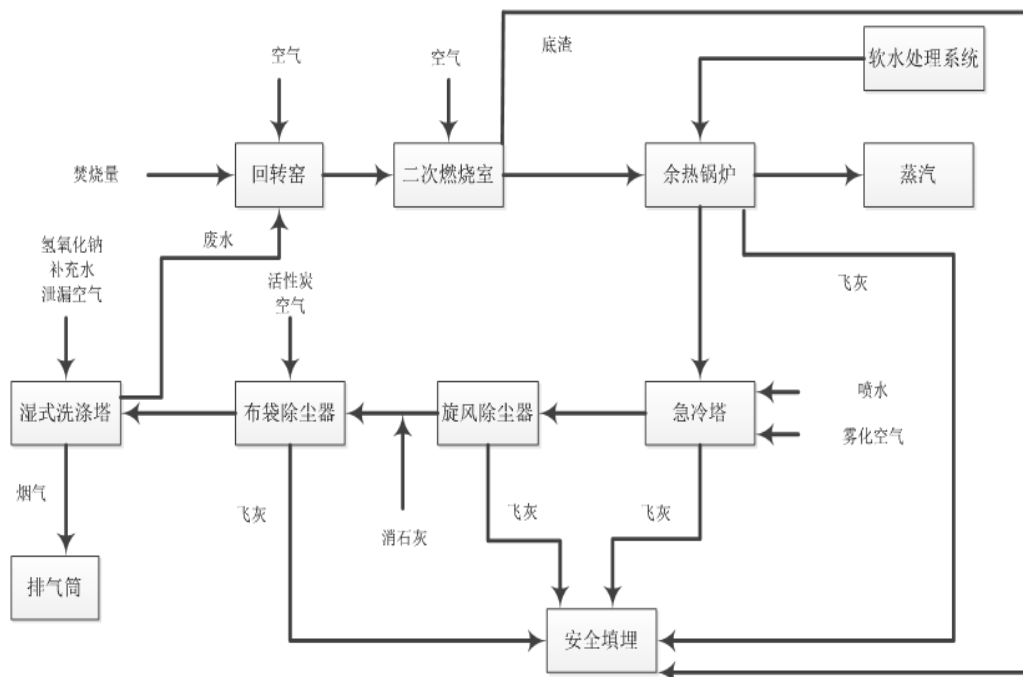 底渣
软水处理系统
空气
空气
焚烧量
回转窑
二次燃烧室
余热锅炉
蒸汽
氢氧化钠
补充水
泄漏空气
废水
活性炭
空气
飞灰
湿式洗涤塔
布袋除尘器
旋风除尘器
急冷塔
喷水
雾化空气
烟气
飞灰
消石灰
飞灰
飞灰
排气筒
安全填埋